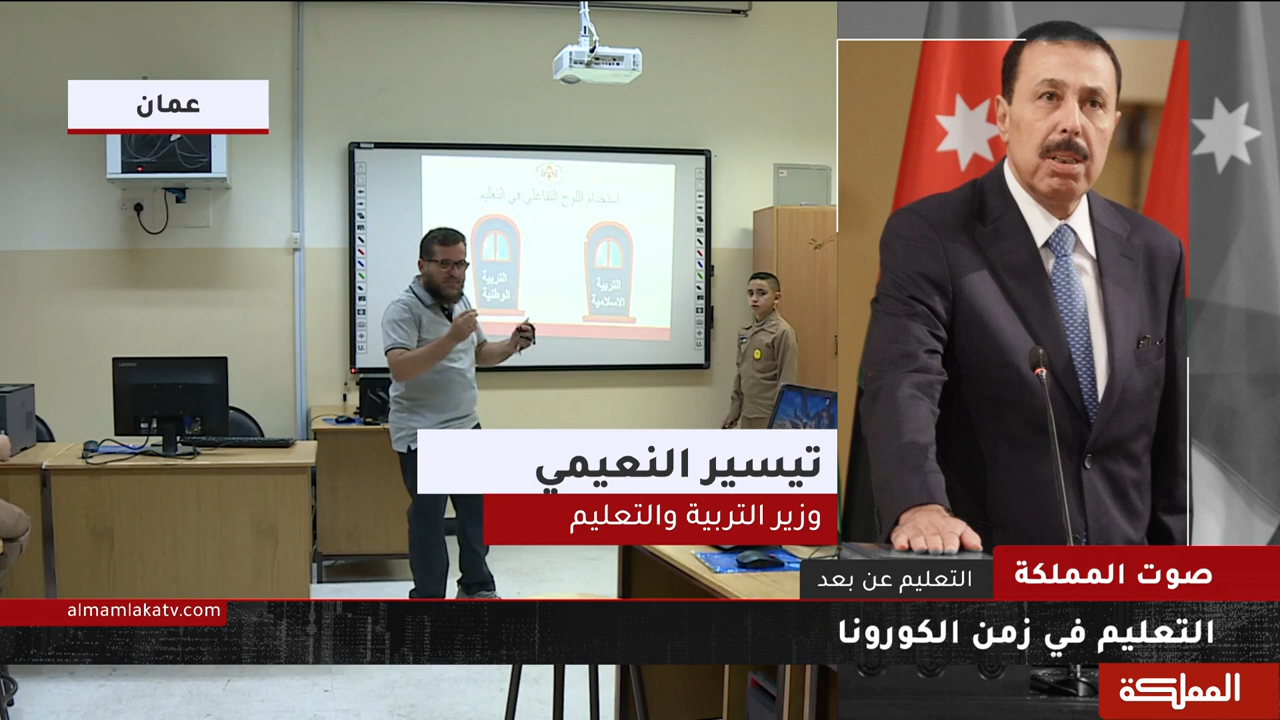 عمان
استخدام اللوح التفاعلي في التعليم
التربية
الوطنية
التربية
الاسلامية
تيسير النعيمي
وزير التربية والتعليم
صوت المملكة
التعليم عن بعد
almamlakatv.com
التعليم في زمن الكورونا
المملكة